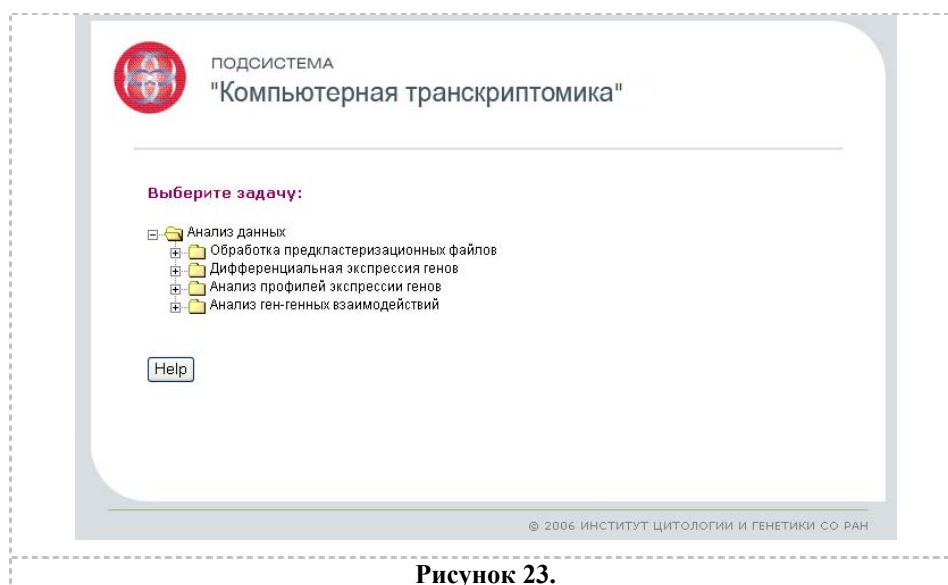 ПОДСИСТЕМА
"Компьютерная транскриптомика"
Выберите задачу:
Анализ данных
Обработка предкластеризационных файлов
Дифференциальная экспрессия генов
Анализ профилей экспрессии генов
Анализ ген-генных взаимодействий
Help
© 2006 ИНСТИТУТ ЦИТОЛОГИИ И ГЕНЕТИКИ СО РАН
Рисунок 23.